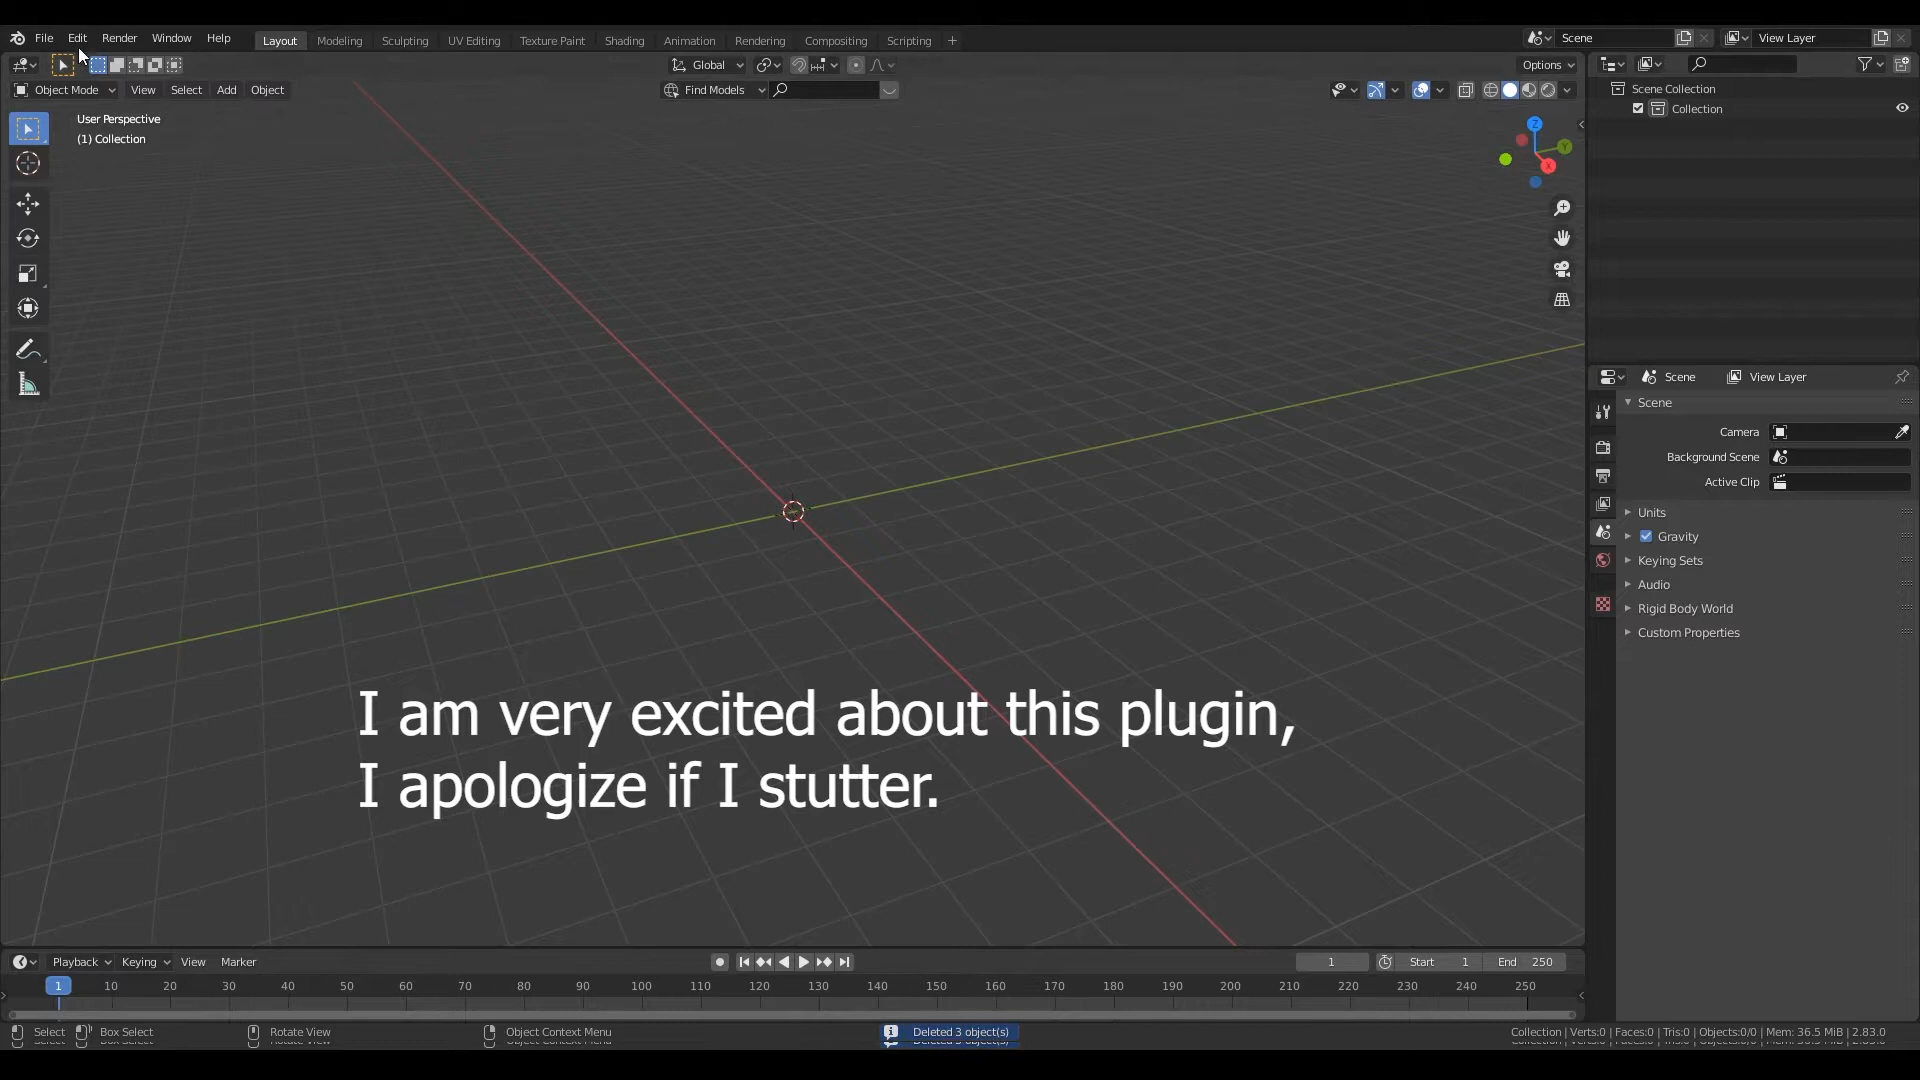 File Edit Render Window Help Layout Modeling Sculpting UV Editing Texture Paint Shading Animation Rendering Compositing Scripting + Scene View Layer
Global Options
Object Mode View Select Add Object Find Models
User Perspective
(1) Collection
Z
Y
X
Scene Collection
Collection
Scene View Layer
Scene
Camera
Background Scene
Active Clip
Units
Gravity
Keying Sets
Audio
Rigid Body World
Custom Properties
I am very excited about this plugin,
I apologize if I stutter.
Playback Keying View Marker 1 Start 1 End 250
1 10 20 30 40 50 60 70 80 90 100 110 120 130 140 150 160 170 180 190 200 210 220 230 240 250
Select Box Select Rotate View Object Context Menu Deleted 3 object(s) Collection | Verts:0 | Faces:0 | Tris:0 | Objects:0/0 | Mem: 36.5 MiB | 2.83.0